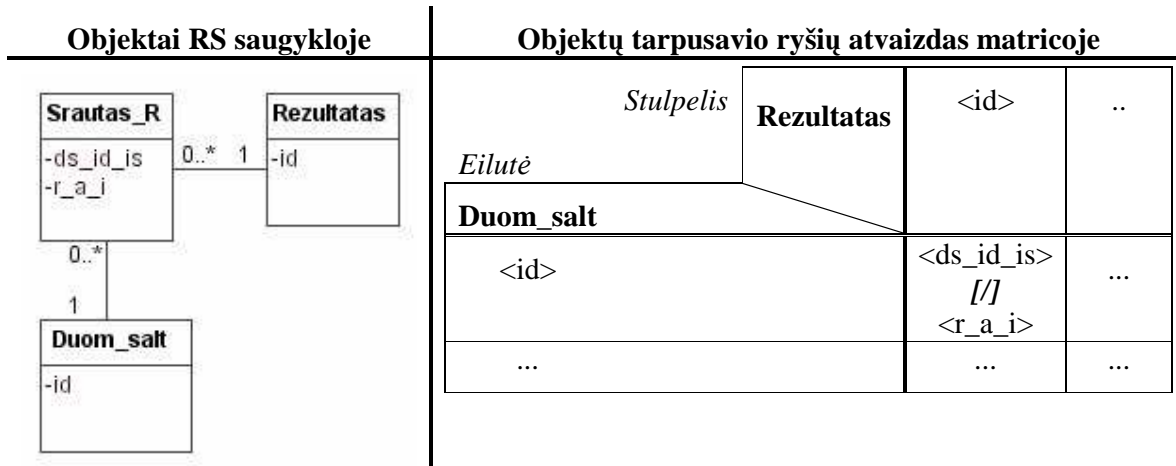 Objektai RS saugykloje
Objektų tarpusavio ryšių atvaizdas matricoje
Srautas_R
-ds_id_is
-r_a_i
0..*
1
Rezultatas
-id
0..*
1
Duom_salt
-id
Stulpelis
Rezultatas
<id>
..
Eilutė
Duom_salt
<id>
<ds_id_is>
[/]
<r_a_i>
...
...
...
...